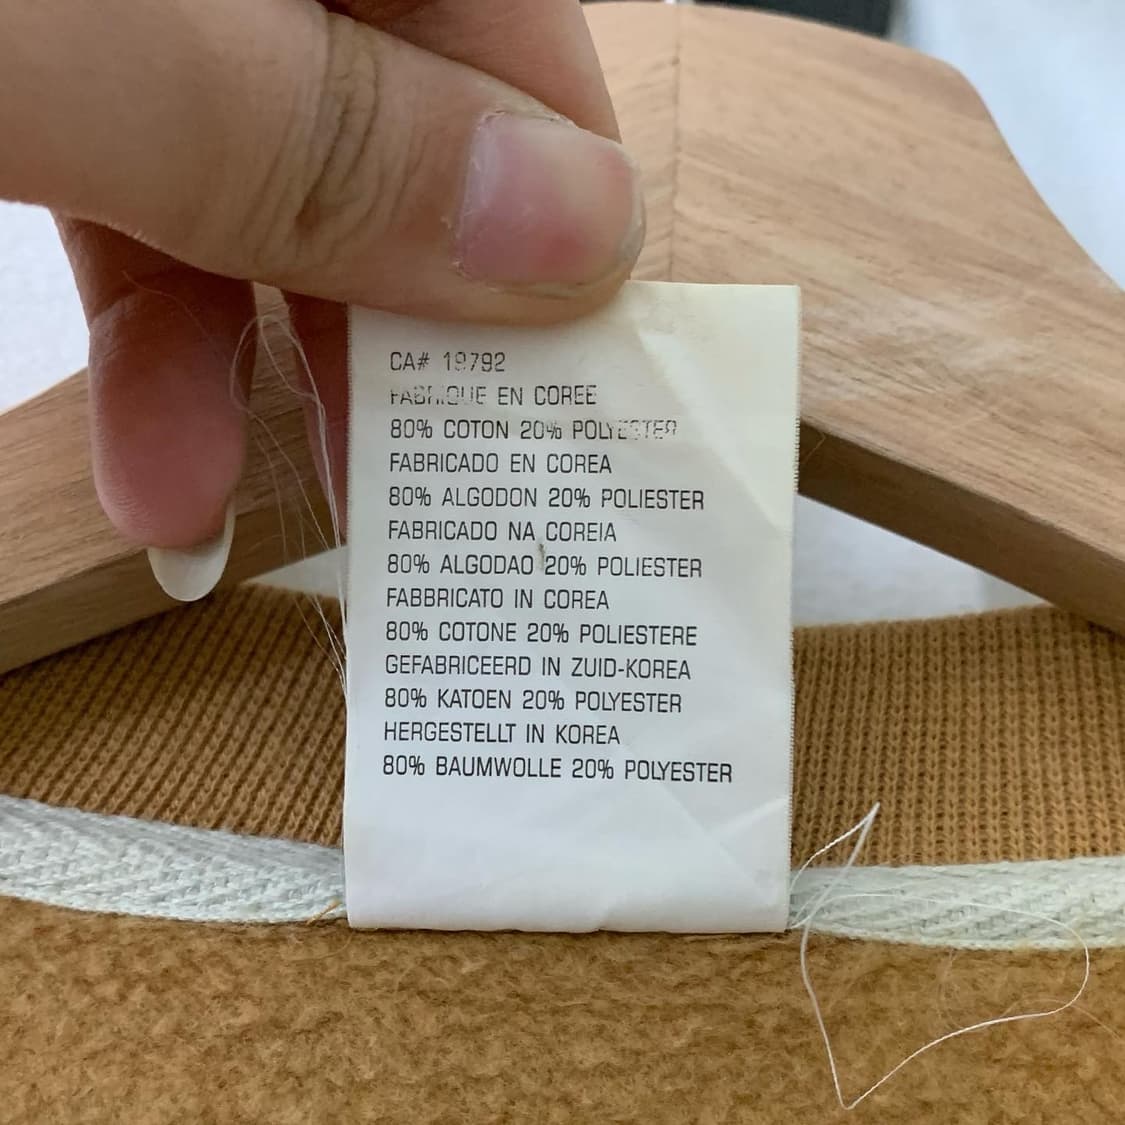 CA# 19792
FABRIQUE EN COREE
80% COTON 20% POLYESTER
FABRICADO EN COREA
80% ALGODON 20% POLIESTER
FABRICADO NA COREIA
80% ALGODAO 20% POLIESTER
FABBRICATO IN COREA
80% COTONE 20% POLIESTERE
GEFABRICEERD IN ZUID-KOREA
80% KATOEN 20% POLYESTER
HERGESTELLT IN KOREA
80% BAUMWOLLE 20% POLYESTER